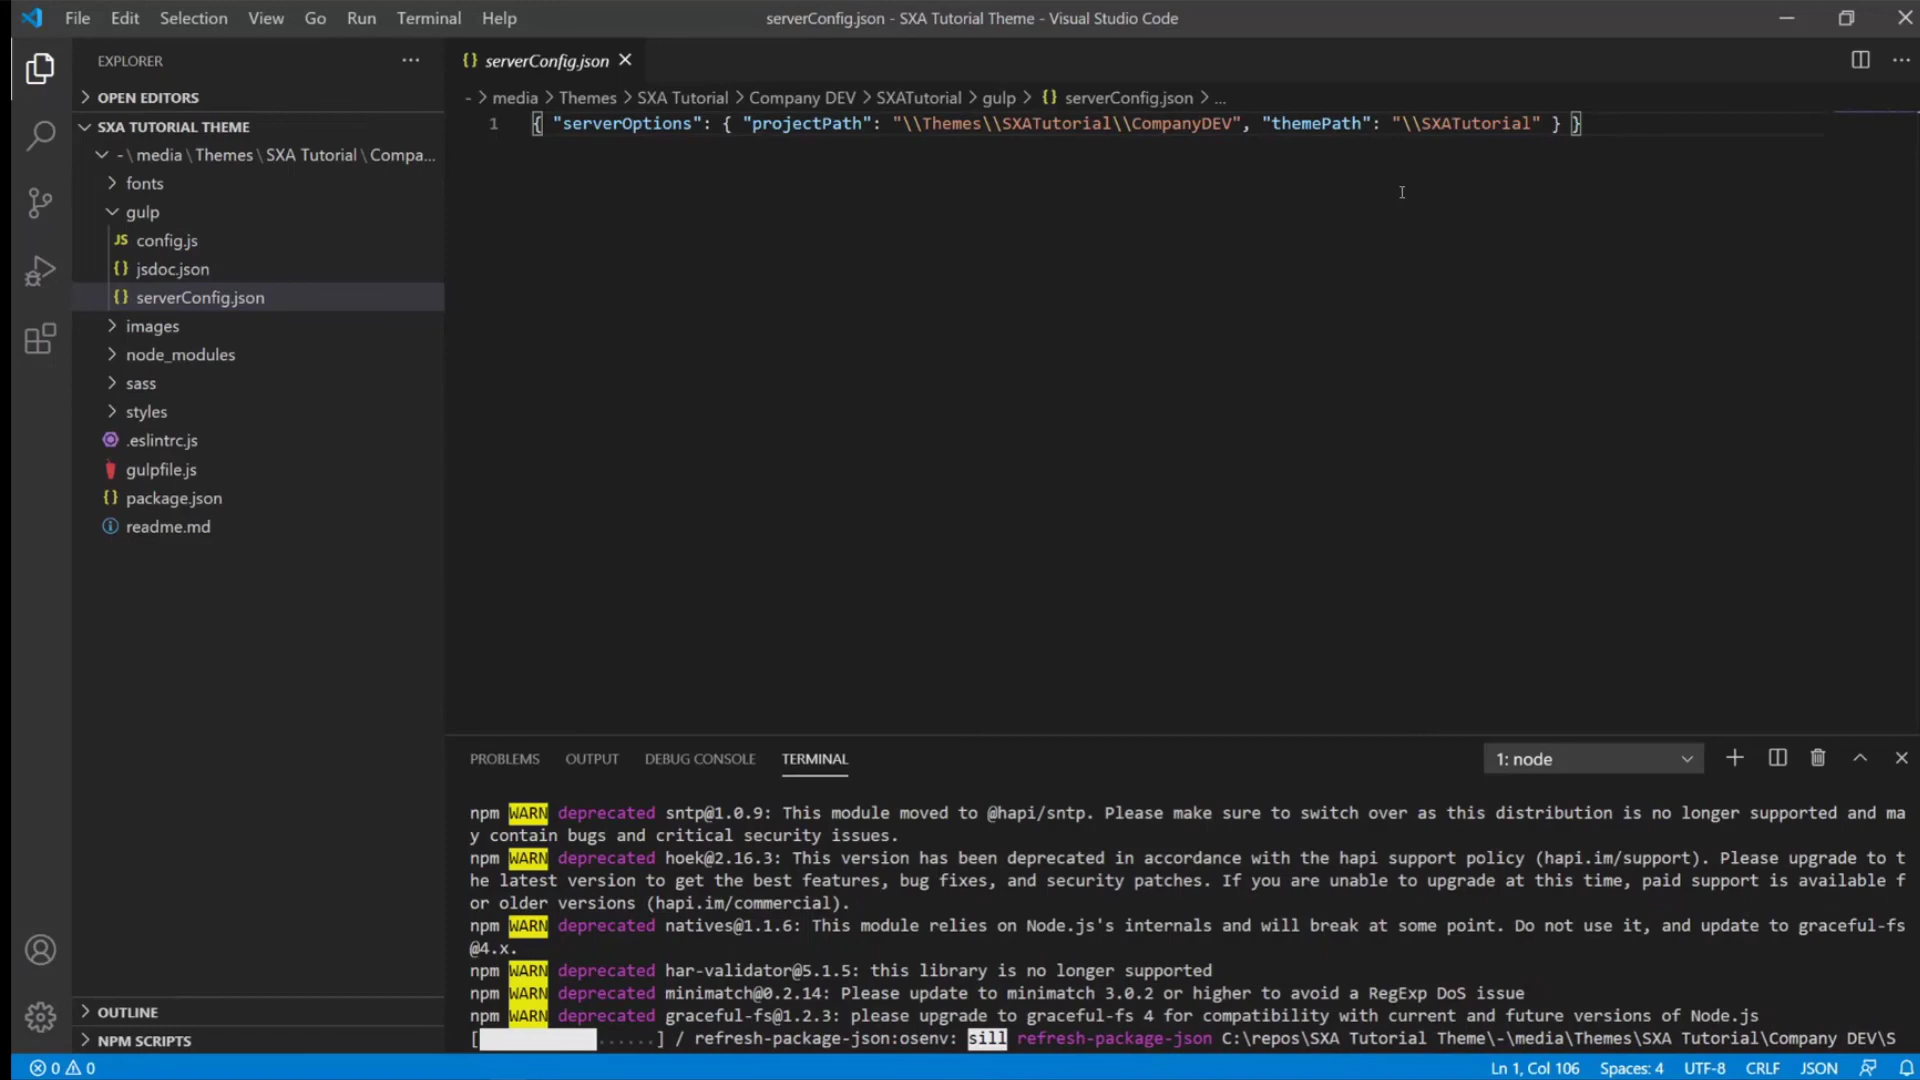 File Edit Selection View Go Run Terminal Help
serverConfig.json - SXA Tutorial Theme - Visual Studio Code
EXPLORER
OPEN EDITORS
SXA TUTORIAL THEME
-\media\Themes\SXA Tutorial\Compa...
fonts
gulp
JS config.js
{} jsdoc.json
{} serverConfig.json
images
node_modules
sass
styles
.eslintrc.js
gulpfile.js
{} package.json
readme.md
OUTLINE
NPM SCRIPTS
{} serverConfig.json
- > media > Themes > SXA Tutorial > Company DEV > SXATutorial > gulp > {} serverConfig.json > ...
1 { "serverOptions": { "projectPath": "\\Themes\\SXATutorial\\CompanyDEV", "themePath": "\\SXATutorial" } }
PROBLEMS OUTPUT DEBUG CONSOLE TERMINAL 1: node
npm WARN deprecated sntp@1.0.9: This module moved to @hapi/sntp. Please make sure to switch over as this distribution is no longer supported and ma
y contain bugs and critical security issues.
npm WARN deprecated hoek@2.16.3: This version has been deprecated in accordance with the hapi support policy (hapi.im/support). Please upgrade to t
he latest version to get the best features, bug fixes, and security patches. If you are unable to upgrade at this time, paid support is available f
or older versions (hapi.im/commercial).
npm WARN deprecated natives@1.1.6: This module relies on Node.js's internals and will break at some point. Do not use it, and update to graceful-fs
@4.x.
npm WARN deprecated har-validator@5.1.5: this library is no longer supported
npm WARN deprecated minimatch@0.2.14: Please update to minimatch 3.0.2 or higher to avoid a RegExp DoS issue
npm WARN deprecated graceful-fs@1.2.3: please upgrade to graceful-fs 4 for compatibility with current and future versions of Node.js
[ ......] / refresh-package-json:osenv: sill refresh-package-json C:\repos\SXA Tutorial Theme\-\media\Themes\SXA Tutorial\Company DEV\S
0 0 Ln 1, Col 106 Spaces: 4 UTF-8 CRLF JSON